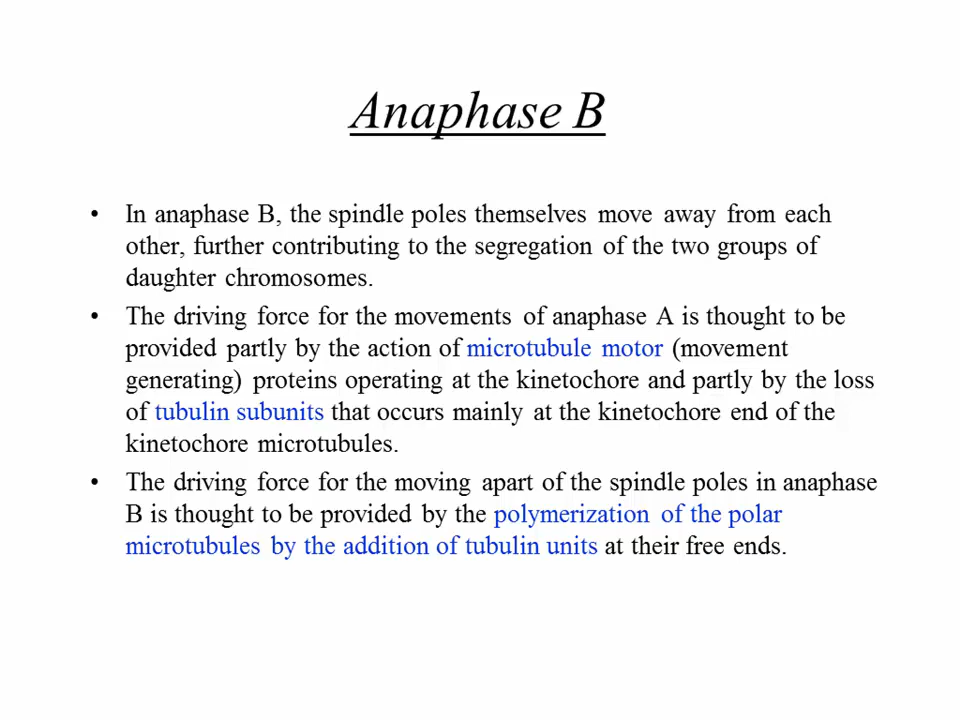 Anaphase B
• In anaphase B, the spindle poles themselves move away from each
other, further contributing to the segregation of the two groups of
daughter chromosomes.
• The driving force for the movements of anaphase A is thought to be
provided partly by the action of microtubule motor (movement
generating) proteins operating at the kinetochore and partly by the loss
of tubulin subunits that occurs mainly at the kinetochore end of the
kinetochore microtubules.
• The driving force for the moving apart of the spindle poles in anaphase
B is thought to be provided by the polymerization of the polar
microtubules by the addition of tubulin units at their free ends.